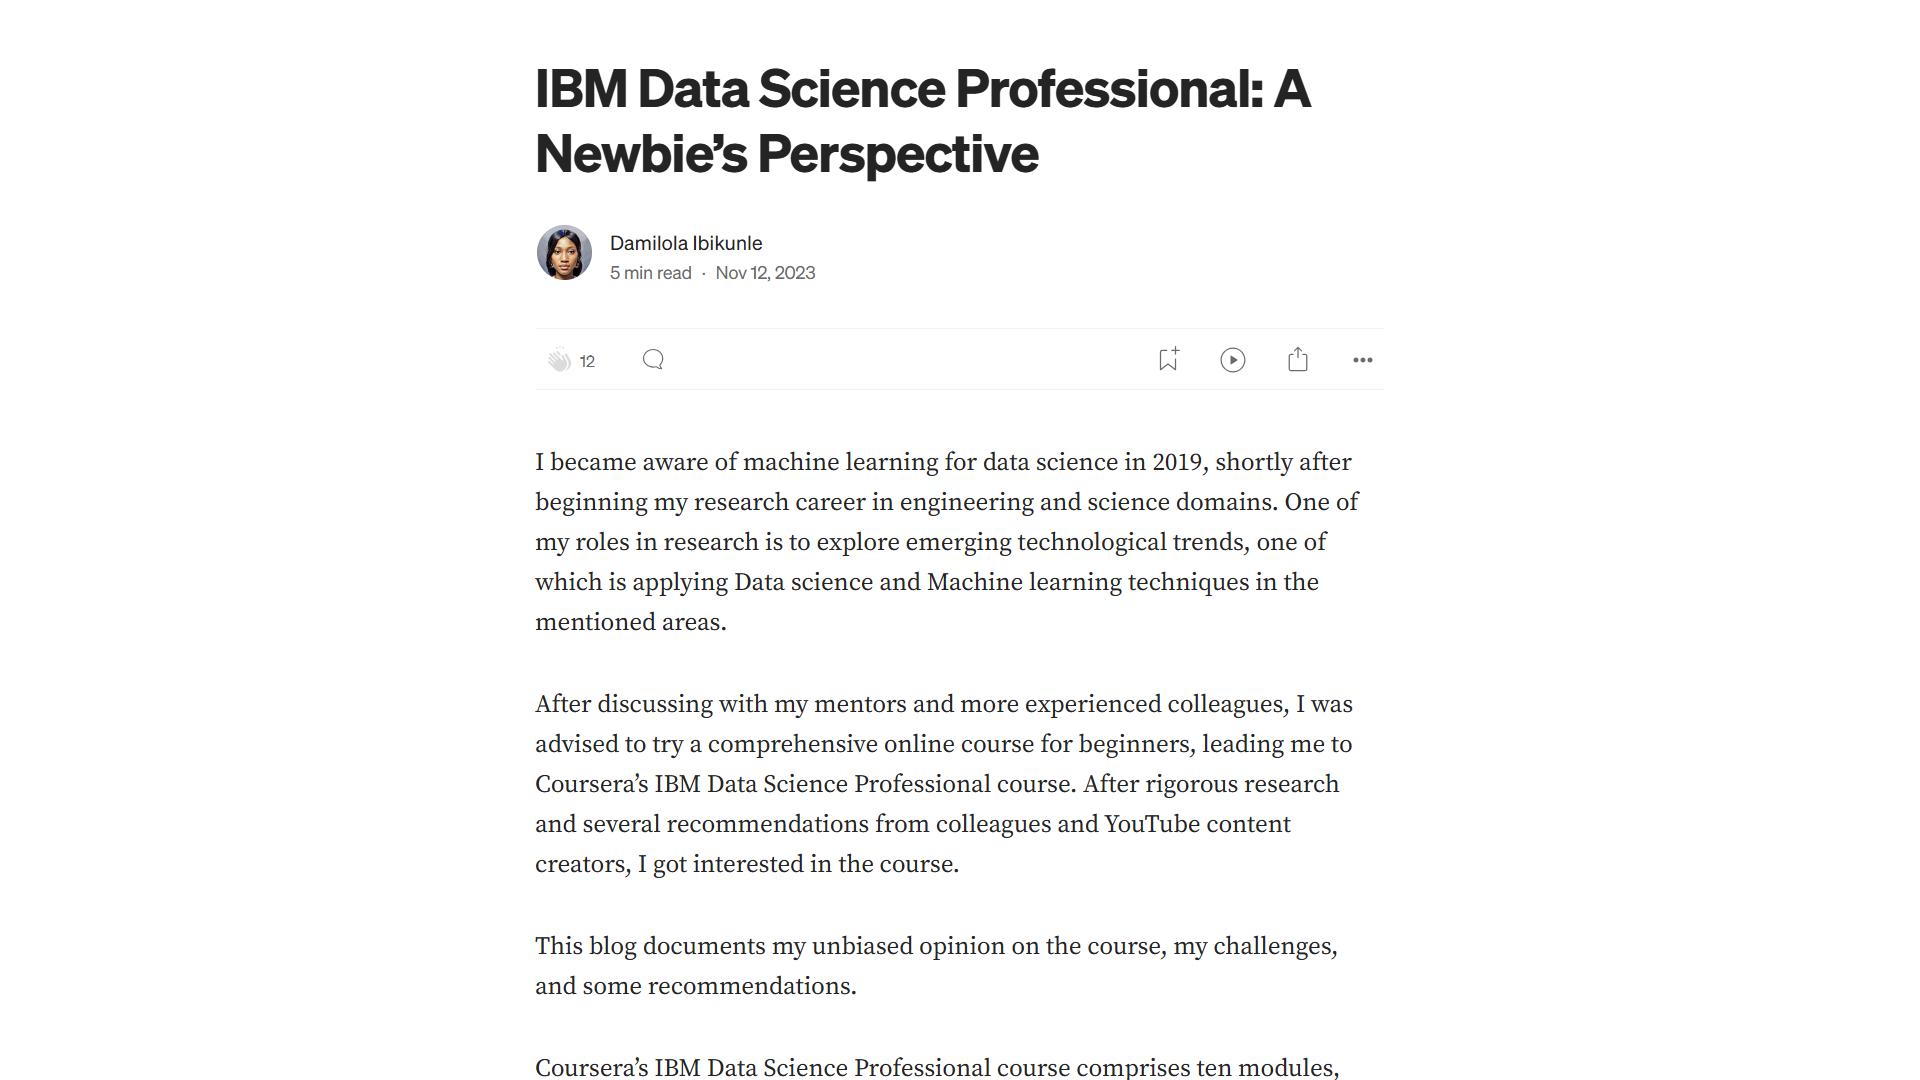 IBM Data Science Professional: A
Newbie’s Perspective
Damilola Ibikunle
5 min read · Nov 12, 2023
12
I became aware of machine learning for data science in 2019, shortly after
beginning my research career in engineering and science domains. One of
my roles in research is to explore emerging technological trends, one of
which is applying Data science and Machine learning techniques in the
mentioned areas.
After discussing with my mentors and more experienced colleagues, I was
advised to try a comprehensive online course for beginners, leading me to
Coursera’s IBM Data Science Professional course. After rigorous research
and several recommendations from colleagues and YouTube content
creators, I got interested in the course.
This blog documents my unbiased opinion on the course, my challenges,
and some recommendations.
Coursera’s IBM Data Science Professional course comprises ten modules,